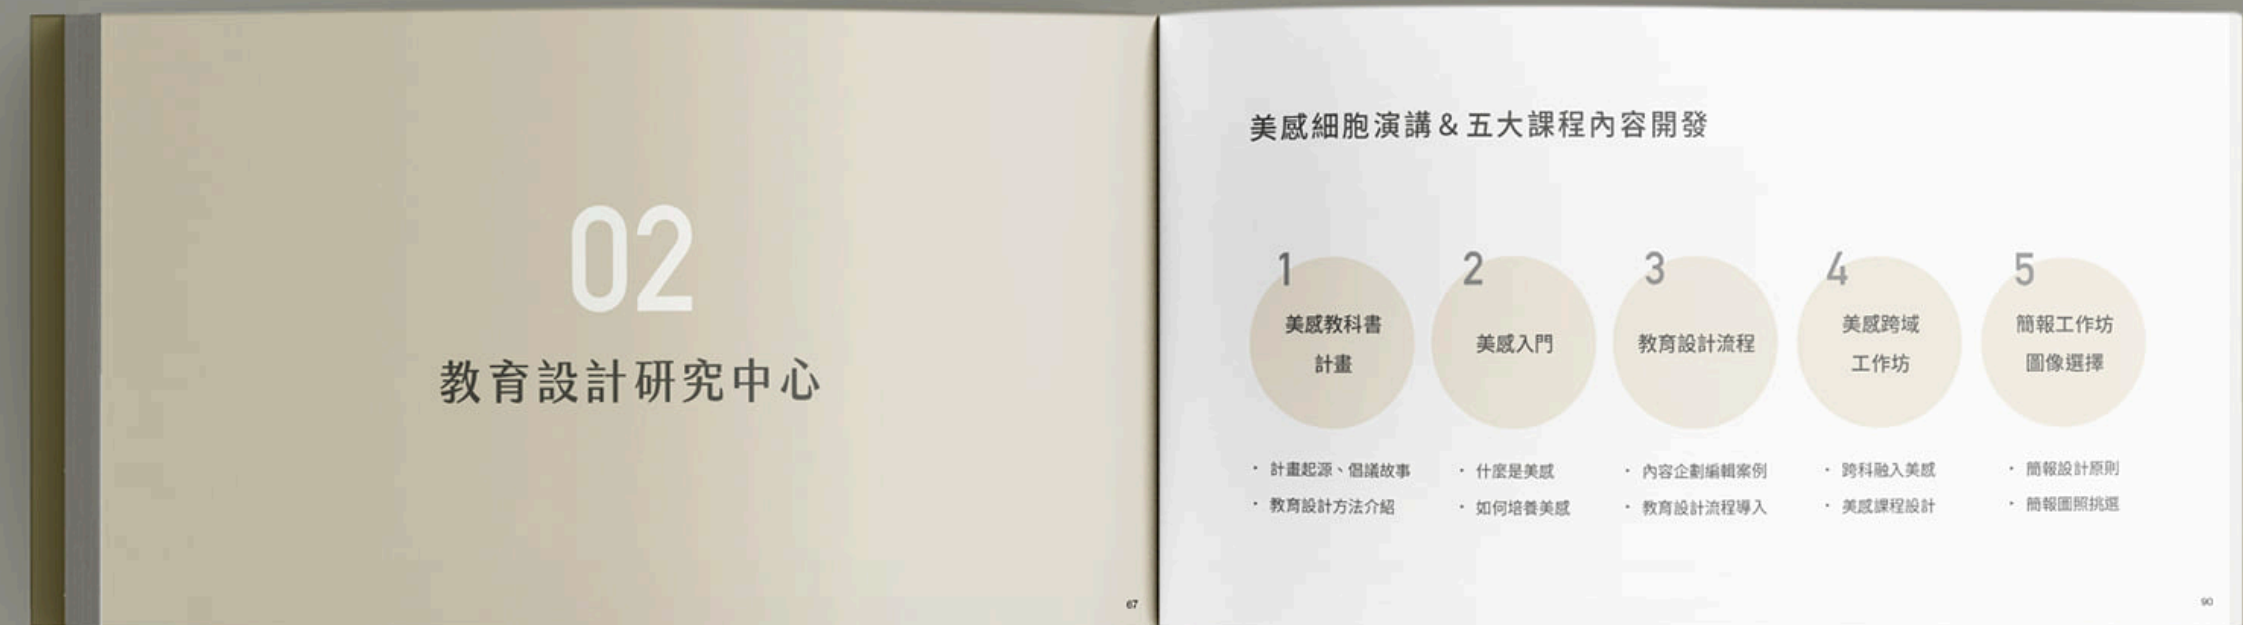 02
教育設計研究中心
67
美感細胞演講&五大課程內容開發
1
美感教科書
計畫
・計畫起源、倡議故事
・教育設計方法介紹
2
美感入門
・什麼是美感
・如何培養美感
3
教育設計流程
・內容企劃編輯案例
・教育設計流程導入
4
美感跨域
工作坊
・跨科融入美感
・美感課程設計
5
簡報工作坊
圖像選擇
・簡報設計原則
・簡報圖照挑選
90